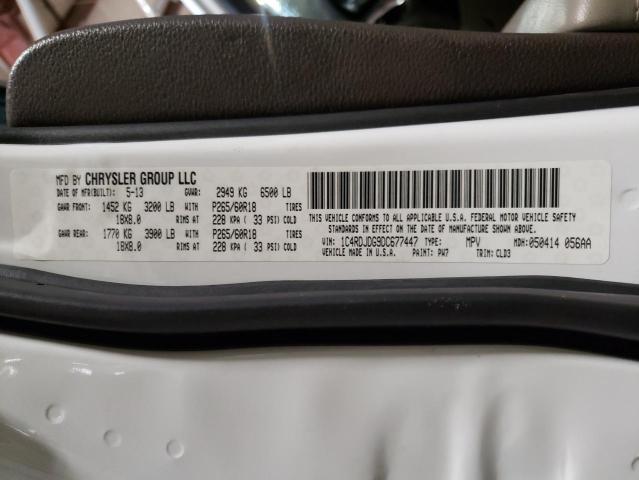 MFD BY CHRYSLER GROUP LLC
DATE OF MFR(BUILT): 5-13 GVWR: 2949 KG 6500 LB
GAWR FRONT: 1452 KG 3200 LB WITH P265/60R18 TIRES
18X8.0 RIMS AT 228 KPA ( 33 PSI) COLD
GAWR REAR: 1770 KG 3900 LB WITH P265/60R18 TIRES
18X8.0 RIMS AT 228 KPA ( 33 PSI) COLD
THIS VEHICLE CONFORMS TO ALL APPLICABLE U.S.A. FEDERAL MOTOR VEHICLE SAFETY
STANDARDS IN EFFECT ON THE DATE OF MANUFACTURE SHOWN ABOVE.
VIN: 1C4RDJDG9DC677447 TYPE: MPV MDH:050414 056AA
VEHICLE MADE IN U.S.A. PAINT: PW7 TRIM: CLD3